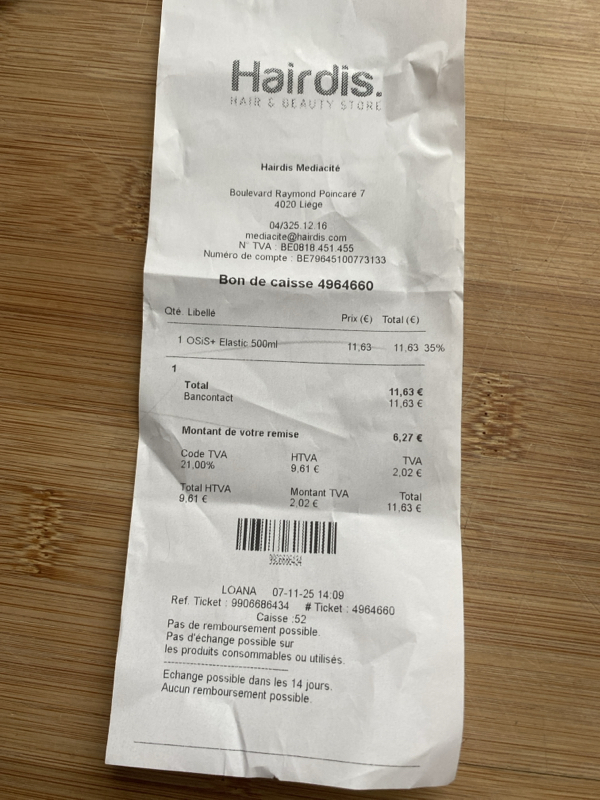 Hairdis.
HAIR & BEAUTY STORE
Hairdis Mediacité
Boulevard Raymond Poincaré 7
4020 Liège
04/325.12.16
mediacite@hairdis.com
N° TVA : BE0818.451.455
Numéro de compte : BE79645100773133
Bon de caisse 4964660
Qté Libellé Prix (€) Total (€)
1 OSiS+ Elastic 500ml 11,63 11,63 35%
1
Total 11,63 €
Bancontact 11,63 €
Montant de votre remise 6,27 €
Code TVA HTVA TVA
21,00% 9,61 € 2,02 €
Total HTVA Montant TVA Total
9,61 € 2,02 € 11,63 €
9906686434
LOANA 07-11-25 14:09
Ref. Ticket : 9906686434 # Ticket : 4964660
Caisse :52
Pas de remboursement possible.
Pas d'échange possible sur
les produits consommables ou utilisés.
Echange possible dans les 14 jours.
Aucun remboursement possible.